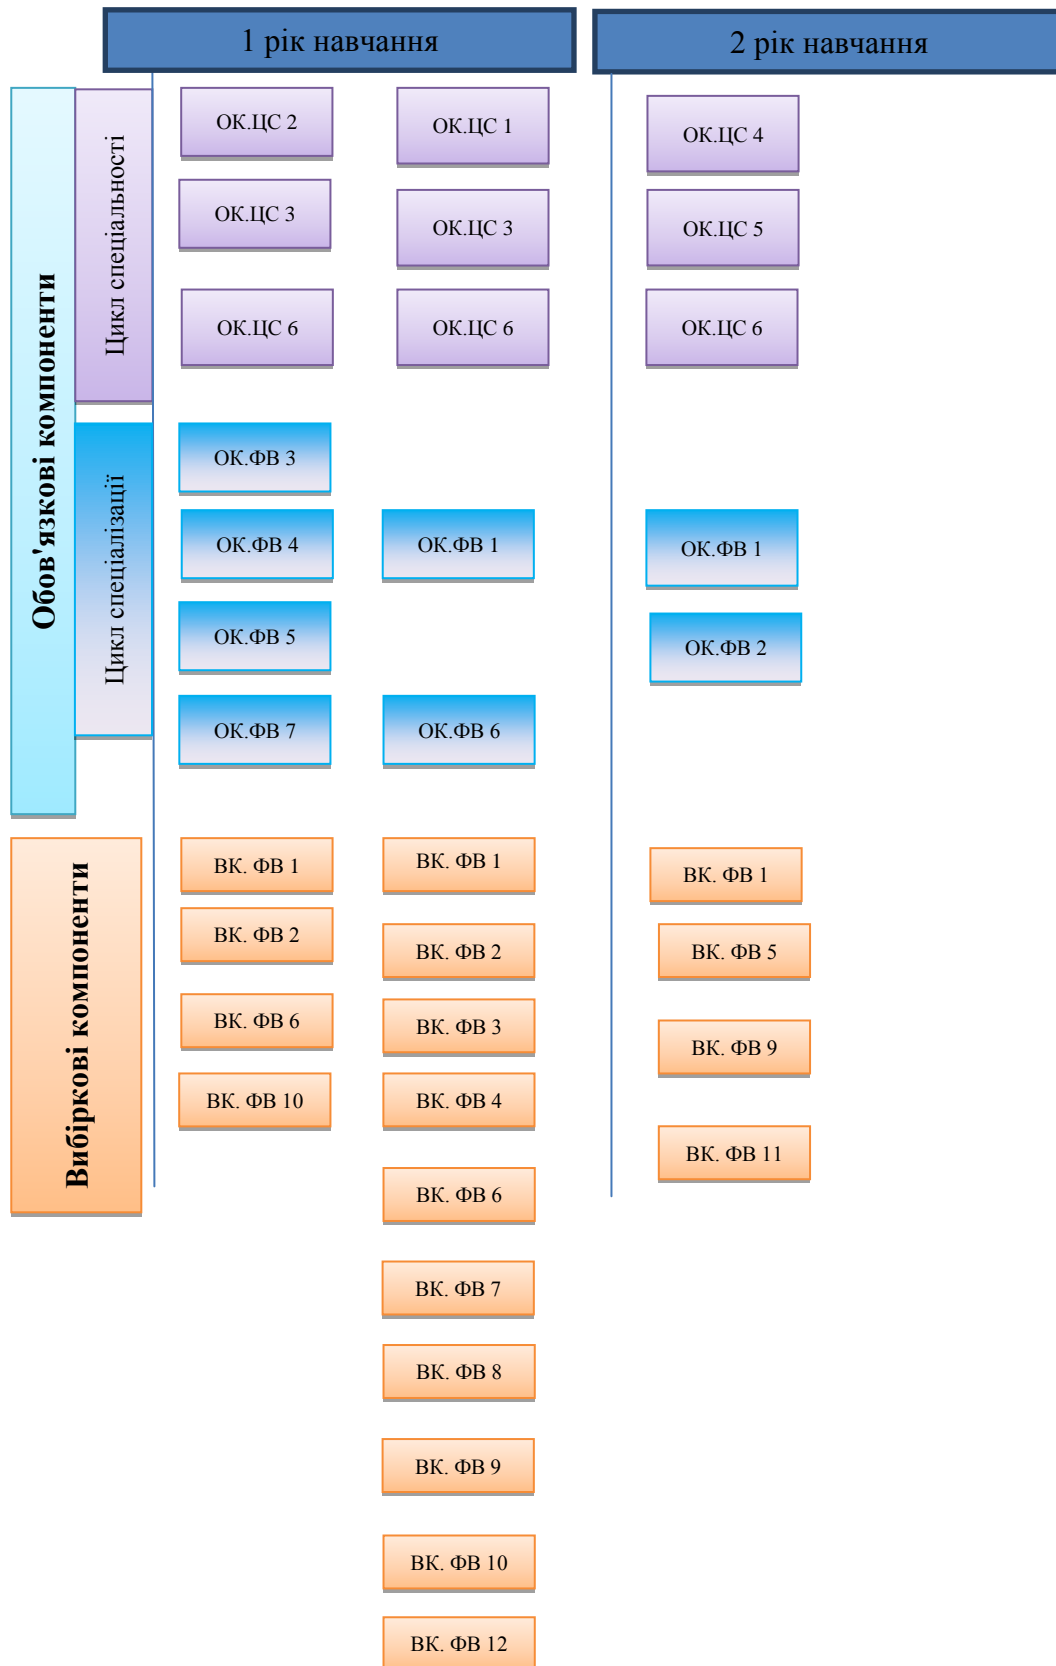 1 рік навчання
2 рік навчання
Обов'язкові компоненти
Цикл спеціальності
ОК.ЦС 2
ОК.ЦС 1
ОК.ЦС 4
ОК.ЦС 3
ОК.ЦС 3
ОК.ЦС 5
ОК.ЦС 6
ОК.ЦС 6
ОК.ЦС 6
Цикл спеціалізації
ОК.ФВ 3
ОК.ФВ 4
ОК.ФВ 1
ОК.ФВ 1
ОК.ФВ 5
ОК.ФВ 2
ОК.ФВ 7
ОК.ФВ 6
Вибіркові компоненти
ВК. ФВ 1
ВК. ФВ 1
ВК. ФВ 1
ВК. ФВ 2
ВК. ФВ 2
ВК. ФВ 5
ВК. ФВ 6
ВК. ФВ 3
ВК. ФВ 9
ВК. ФВ 10
ВК. ФВ 4
ВК. ФВ 11
ВК. ФВ 6
ВК. ФВ 7
ВК. ФВ 8
ВК. ФВ 9
ВК. ФВ 10
ВК. ФВ 12